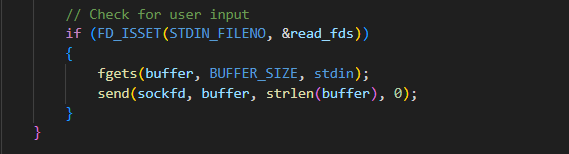 // Check for user input
if (FD_ISSET(STDIN_FILENO, &read_fds))
{
fgets(buffer, BUFFER_SIZE, stdin);
send(sockfd, buffer, strlen(buffer), 0);
}
}